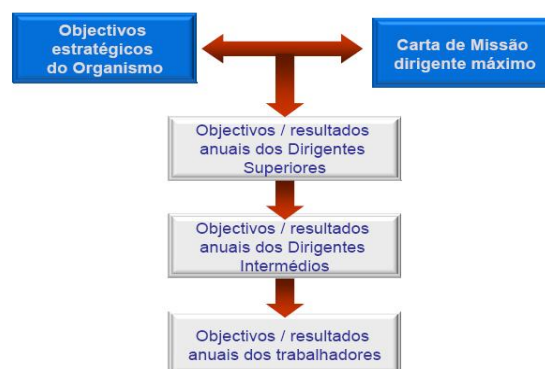 Objectivos
estratégicos
do Organismo
Carta de Missão
dirigente máximo
Objectivos / resultados
anuais dos Dirigentes
Superiores
Objectivos / resultados
anuais dos Dirigentes
Intermédios
Objectivos / resultados
anuais dos trabalhadores